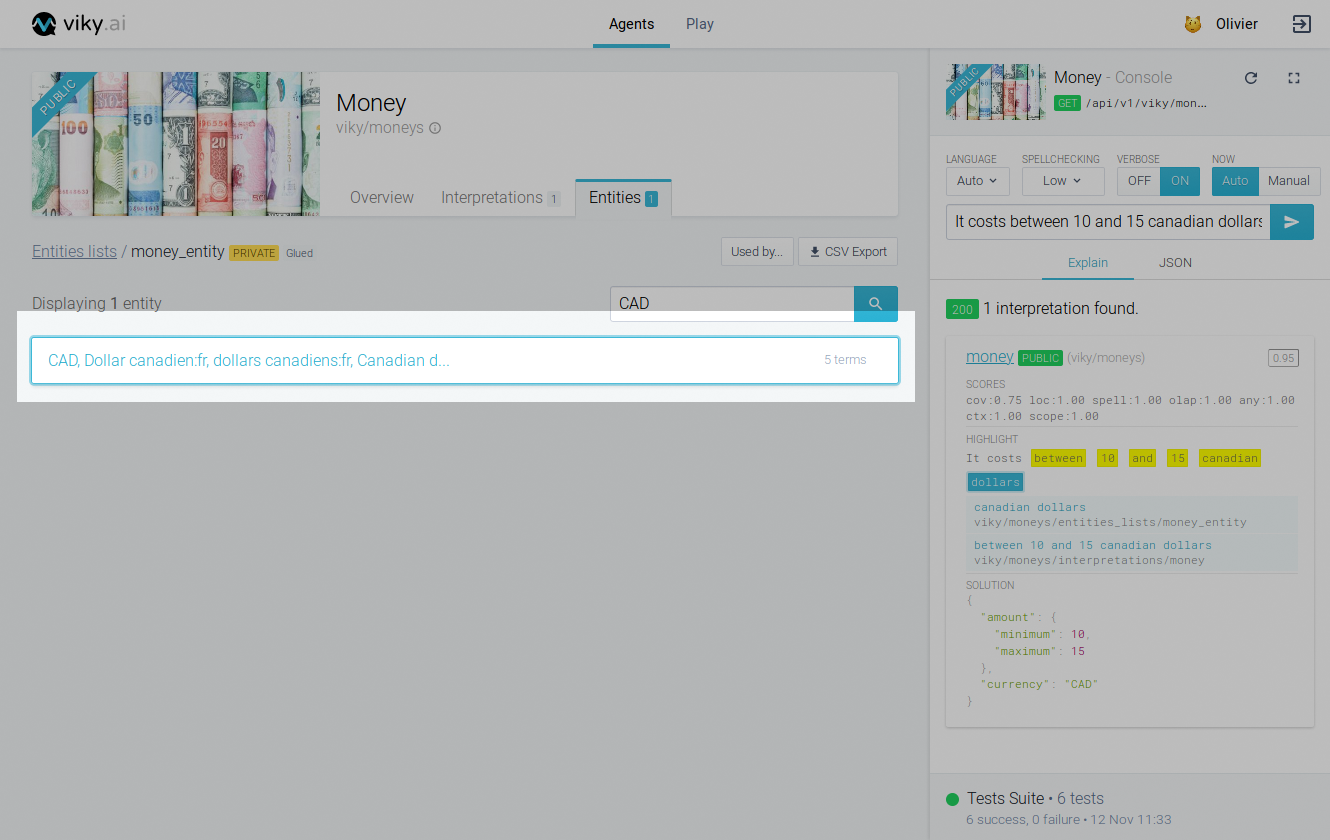 viky.ai
Agents
Play
Olivier
PUBLIC
Money
viky/moneys
Overview
Interpretations 1
Entities 1
Entities lists / money_entity PRIVATE Glued
Used by...
CSV Export
Displaying 1 entity
CAD
CAD, Dollar canadien:fr, dollars canadiens:fr, Canadian d...
5 terms
PUBLIC
Money - Console
GET /api/v1/viky/mon...
LANGUAGE SPELLCHECKING VERBOSE NOW
Auto Low OFF ON Auto Manual
It costs between 10 and 15 canadian dollars
Explain JSON
200 1 interpretation found.
money PUBLIC (viky/moneys) 0.95
SCORES
cov:0.75 loc:1.00 spell:1.00 olap:1.00 any:1.00
ctx:1.00 scope:1.00
HIGHLIGHT
It costs between 10 and 15 canadian
dollars
canadian dollars
viky/moneys/entities_lists/money_entity
between 10 and 15 canadian dollars
viky/moneys/interpretations/money
SOLUTION
{
"amount": {
"minimum": 10,
"maximum": 15
},
"currency": "CAD"
}
Tests Suite • 6 tests
6 success, 0 failure • 12 Nov 11:33